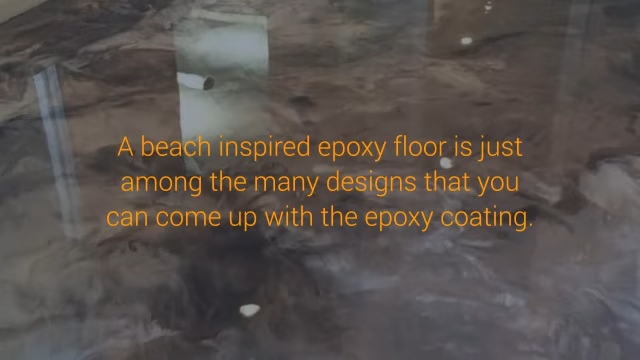 A beach inspired epoxy floor is just
among the many designs that you
can come up with the epoxy coating.